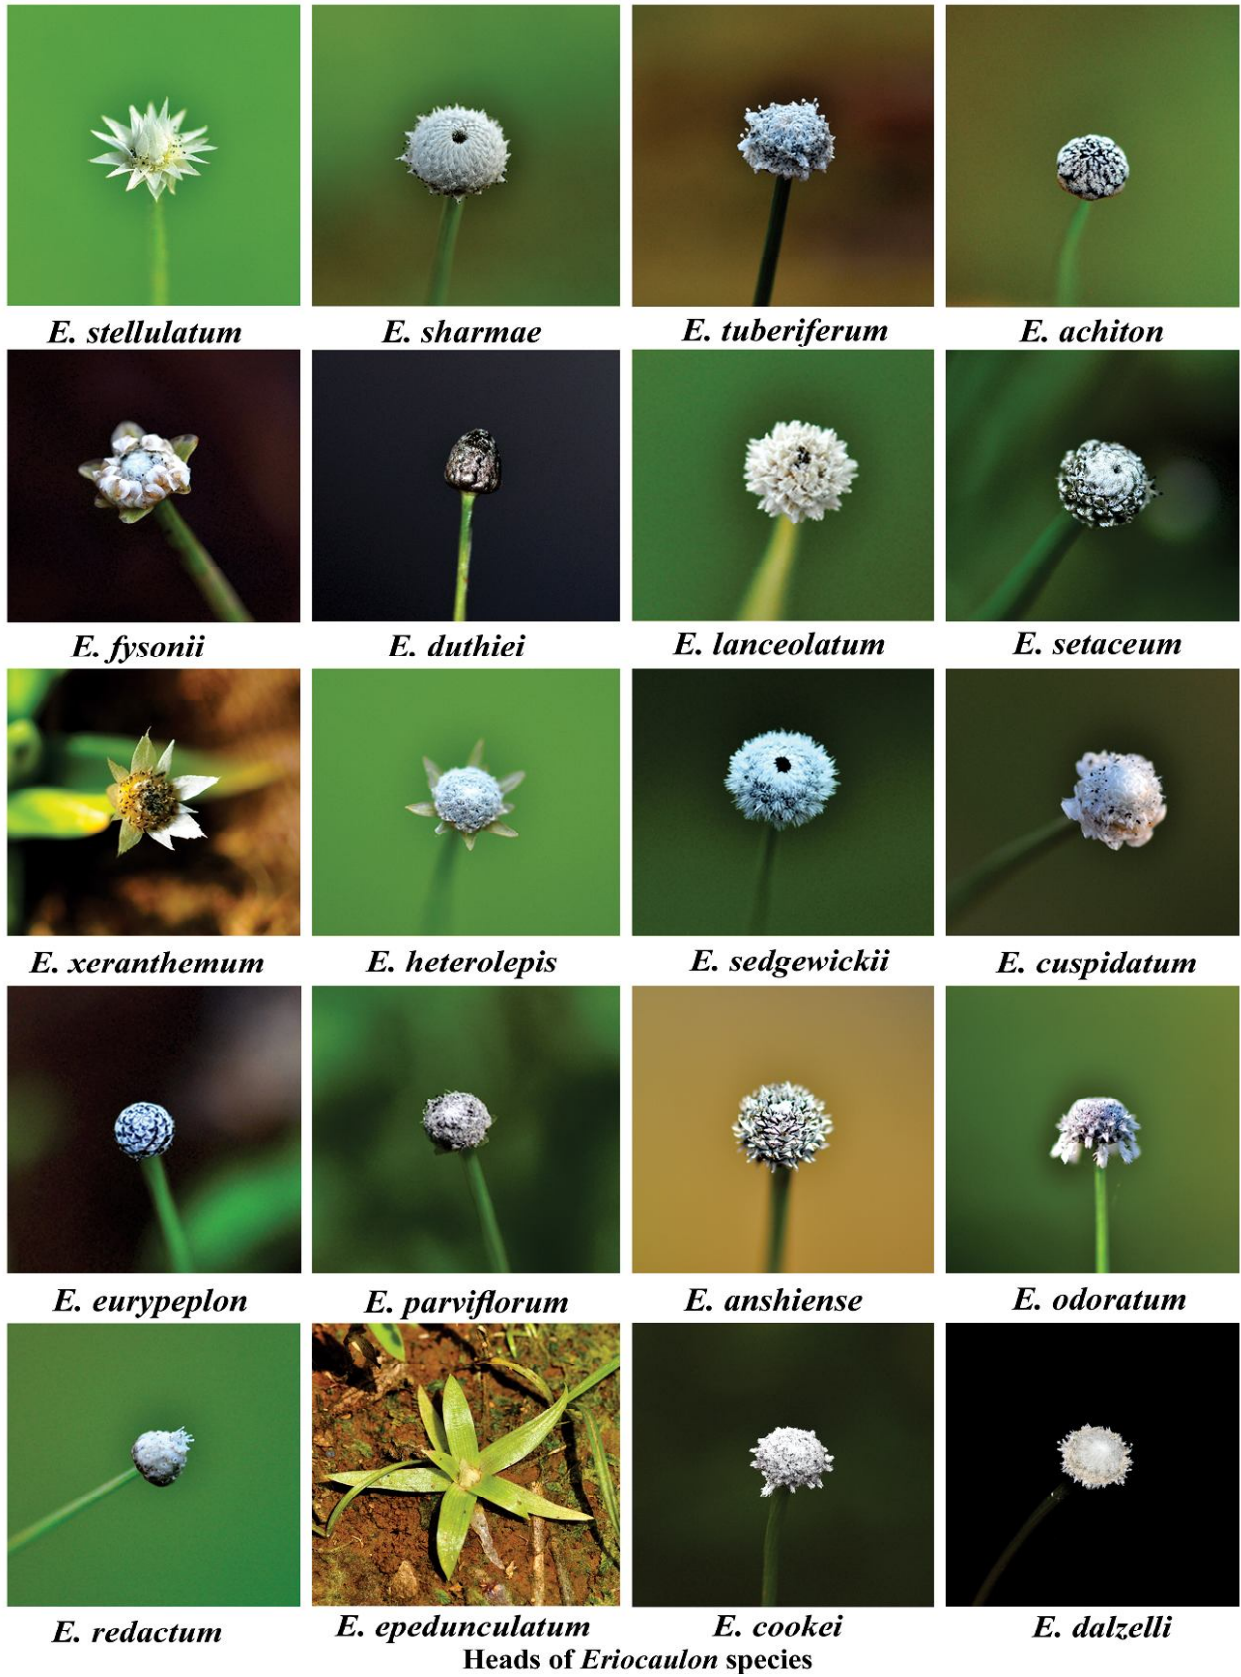 E. stellulatum
E. sharmae
E. tuberiferum
E. achiton
E. fysonii
E. duthiei
E. lanceolatum
E. setaceum
E. xeranthemum
E. heterolepis
E. sedgewickii
E. cuspidatum
E. eurypeplon
E. parviflorum
E. anshiense
E. odoratum
E. redactum
E. epedunculatum
E. cookei
E. dalzelli
Heads of Eriocaulon species